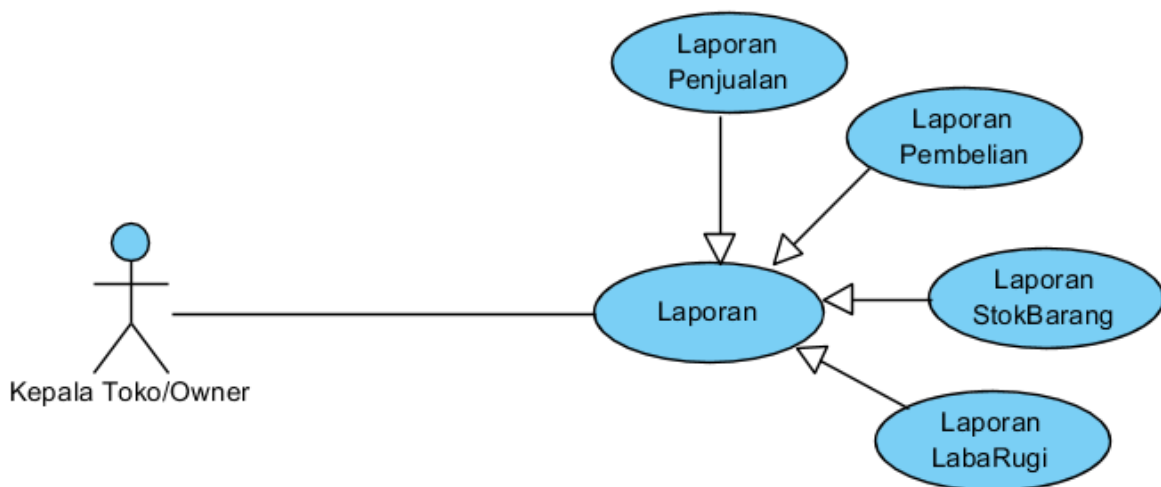 Laporan
Penjualan
Laporan
Pembelian
Laporan
StokBarang
Laporan
Kepala Toko/Owner
Laporan
LabaRugi